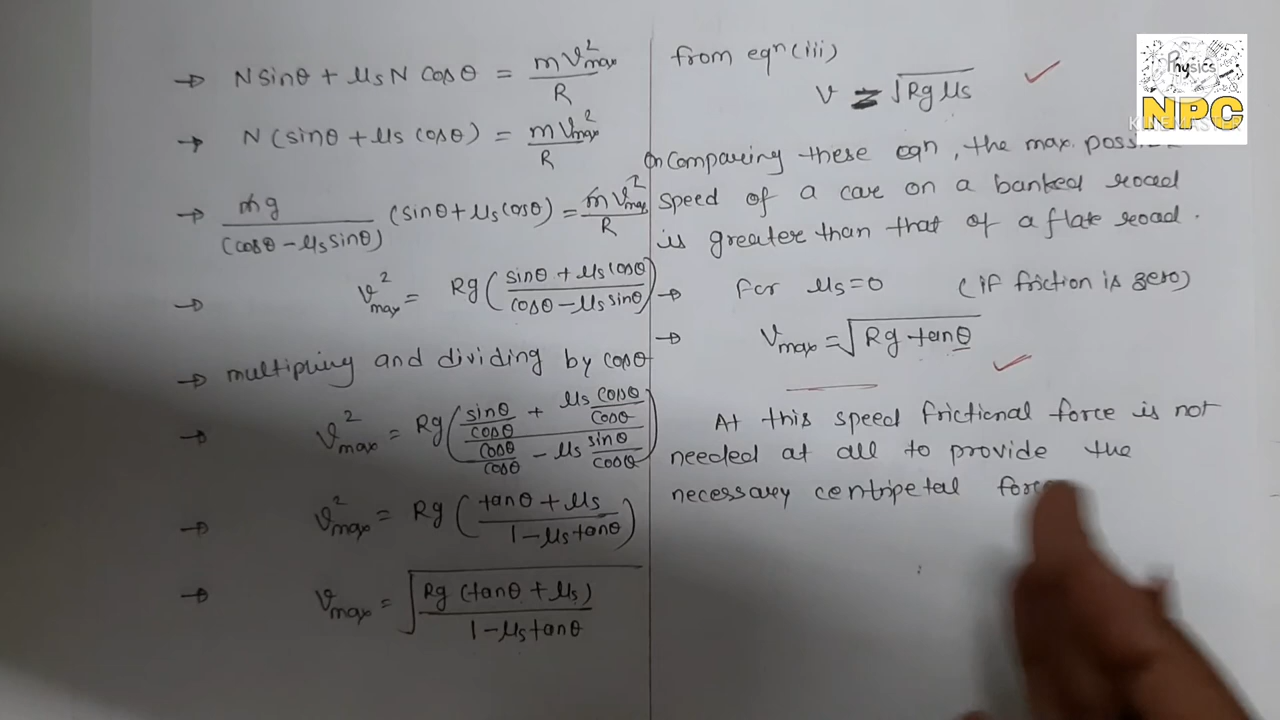 → N sinθ + μs N cosθ = mv²max / R
→ N(sinθ + μs cosθ) = mv²max / R
→ mg / (cosθ - μs sinθ) (sinθ + μs cosθ) = mv²max / R
→ v²max = Rg ( sinθ + μs cosθ / cosθ - μs sinθ )
→ multipling and dividing by cosθ
→ v²max = Rg ( sinθ/cosθ + μs cosθ/cosθ / cosθ/cosθ - μs sinθ/cosθ )
→ v²max = Rg ( tanθ + μs / 1 - μs tanθ )
→ vmax = √ Rg (tanθ + μs) / 1 - μs tanθ
from eqⁿ (iii)
v = √Rg μs
On comparing these eqn, the max.
speed of a car on a banked road
is greater than that of a flate road.
→ For μs = 0 (if friction is zero)
→ Vmax = √Rg tanθ
At this speed frictional force is not
needed at all to provide the
necessary centripetal
Physics
NPC
KINEMASTER